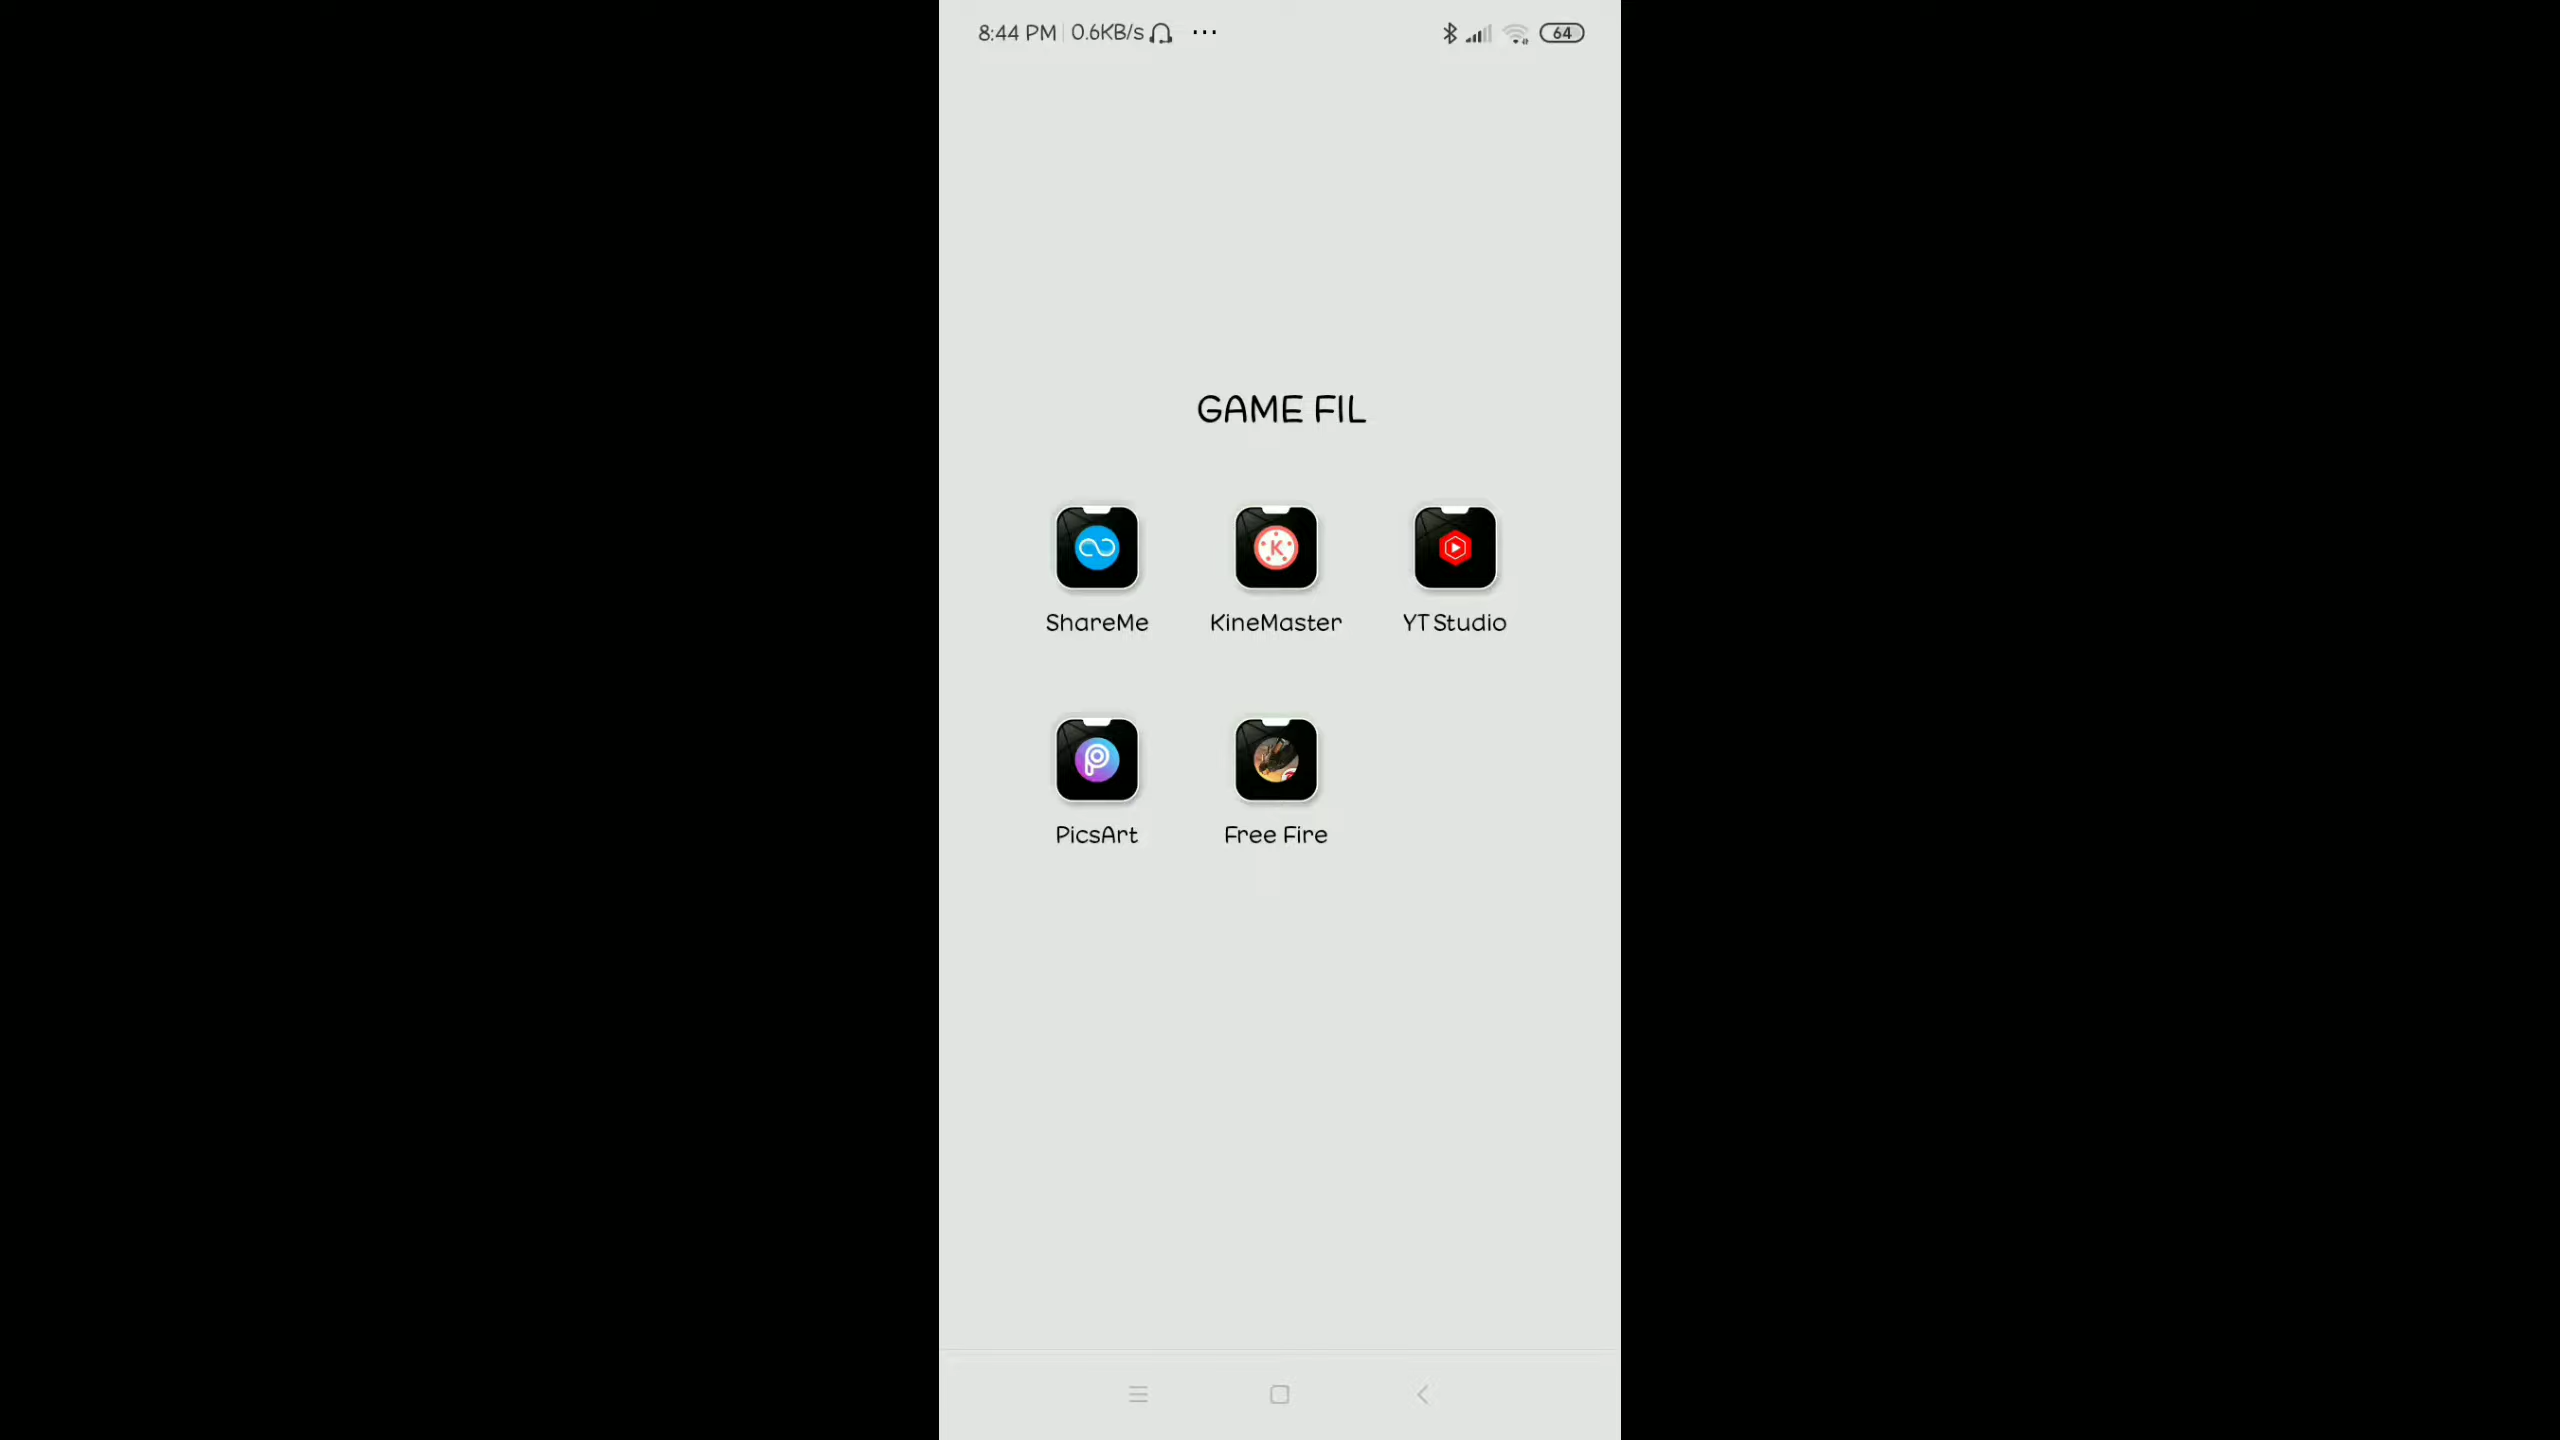 8:44 PM 0.6KB/s ... 64
GAME FIL
ShareMe KineMaster YT Studio
PicsArt Free Fire